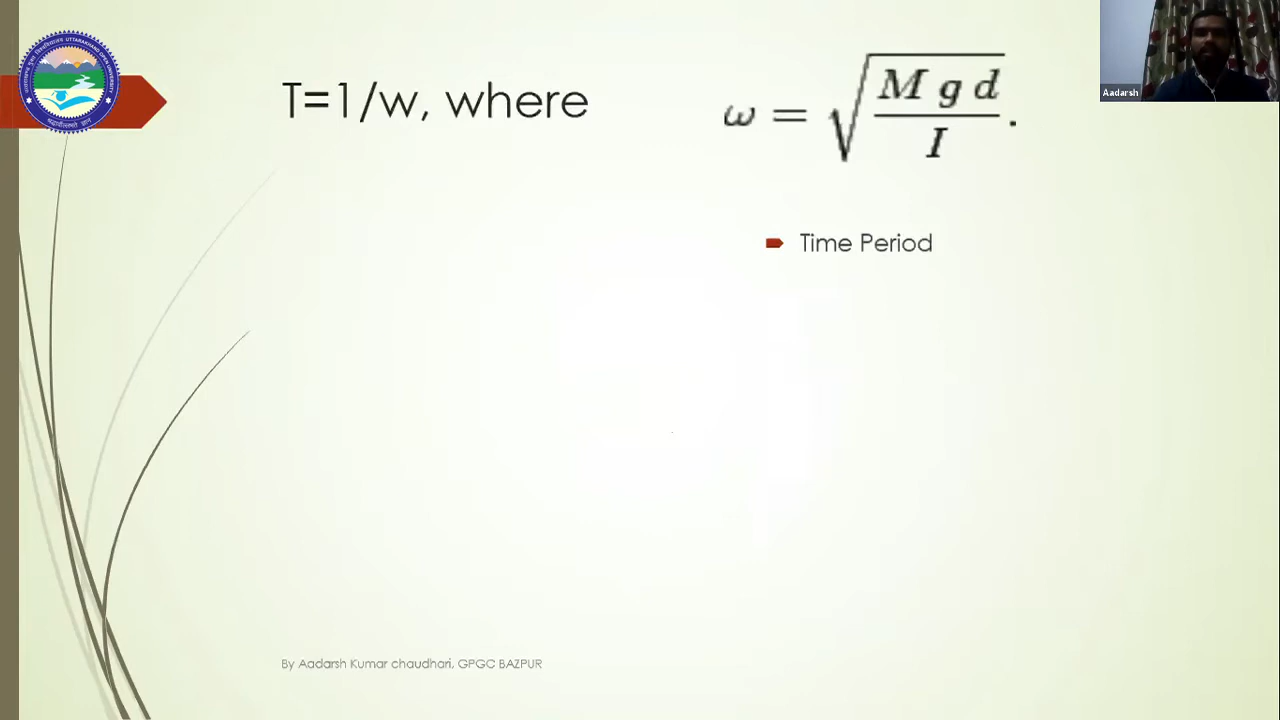 T=1/w, where
ω = √(M g d / I).
Aadarsh
Time Period
By Aadarsh Kumar chaudhari, GPGC BAZPUR